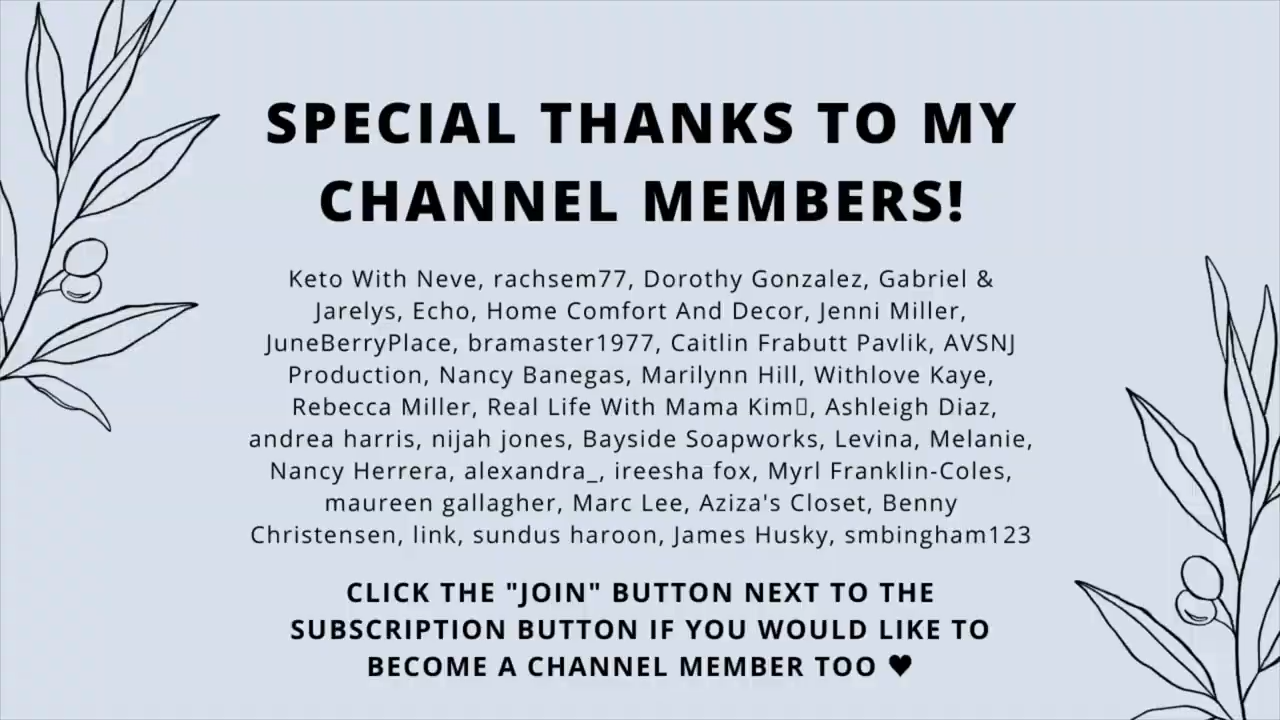 SPECIAL THANKS TO MY
CHANNEL MEMBERS!
Keto With Neve, rachsem77, Dorothy Gonzalez, Gabriel &
Jarelys, Echo, Home Comfort And Decor, Jenni Miller,
JuneBerryPlace, bramaster1977, Caitlin Frabutt Pavlik, AVSNJ
Production, Nancy Banegas, Marilynn Hill, Withlove Kaye,
Rebecca Miller, Real Life With Mama Kim▯, Ashleigh Diaz,
andrea harris, nijah jones, Bayside Soapworks, Levina, Melanie,
Nancy Herrera, alexandra_, ireesha fox, Myrl Franklin-Coles,
maureen gallagher, Marc Lee, Aziza's Closet, Benny
Christensen, link, sundus haroon, James Husky, smbingham123
CLICK THE "JOIN" BUTTON NEXT TO THE
SUBSCRIPTION BUTTON IF YOU WOULD LIKE TO
BECOME A CHANNEL MEMBER TOO ♥